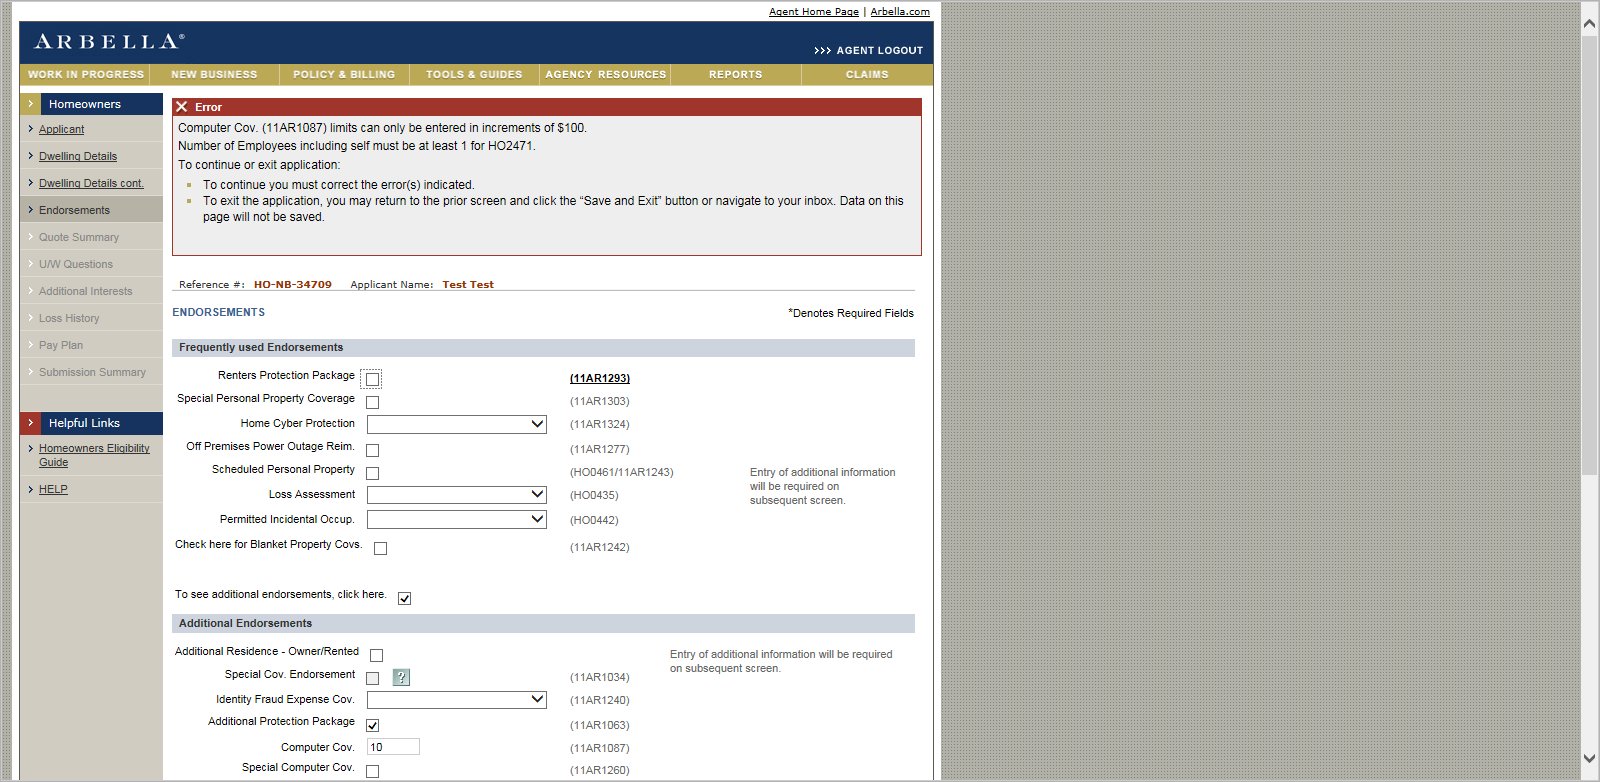 Agent Home Page | Arbella.com
ARBELLA®
>>> AGENT LOGOUT
WORK IN PROGRESS NEW BUSINESS POLICY & BILLING TOOLS & GUIDES AGENCY RESOURCES REPORTS CLAIMS
Homeowners
Applicant
Dwelling Details
Dwelling Details cont.
Endorsements
Quote Summary
U/W Questions
Additional Interests
Loss History
Pay Plan
Submission Summary
Helpful Links
Homeowners Eligibility
Guide
HELP
Error
Computer Cov. (11AR1087) limits can only be entered in increments of $100.
Number of Employees including self must be at least 1 for HO2471.
To continue or exit application:
To continue you must correct the error(s) indicated.
To exit the application, you may return to the prior screen and click the “Save and Exit” button or navigate to your inbox. Data on this
page will not be saved.
Reference #: HO-NB-34709 Applicant Name: Test Test
ENDORSEMENTS
*Denotes Required Fields
Frequently used Endorsements
Renters Protection Package (11AR1293)
Special Personal Property Coverage (11AR1303)
Home Cyber Protection (11AR1324)
Off Premises Power Outage Reim. (11AR1277)
Scheduled Personal Property (HO0461/11AR1243)
Entry of additional information
will be required on
subsequent screen.
Loss Assessment (HO0435)
Permitted Incidental Occup. (HO0442)
Check here for Blanket Property Covs. (11AR1242)
To see additional endorsements, click here.
Additional Endorsements
Additional Residence - Owner/Rented
Entry of additional information will be required
on subsequent screen.
Special Cov. Endorsement ? (11AR1034)
Identity Fraud Expense Cov. (11AR1240)
Additional Protection Package (11AR1063)
Computer Cov. 10 (11AR1087)
Special Computer Cov. (11AR1260)